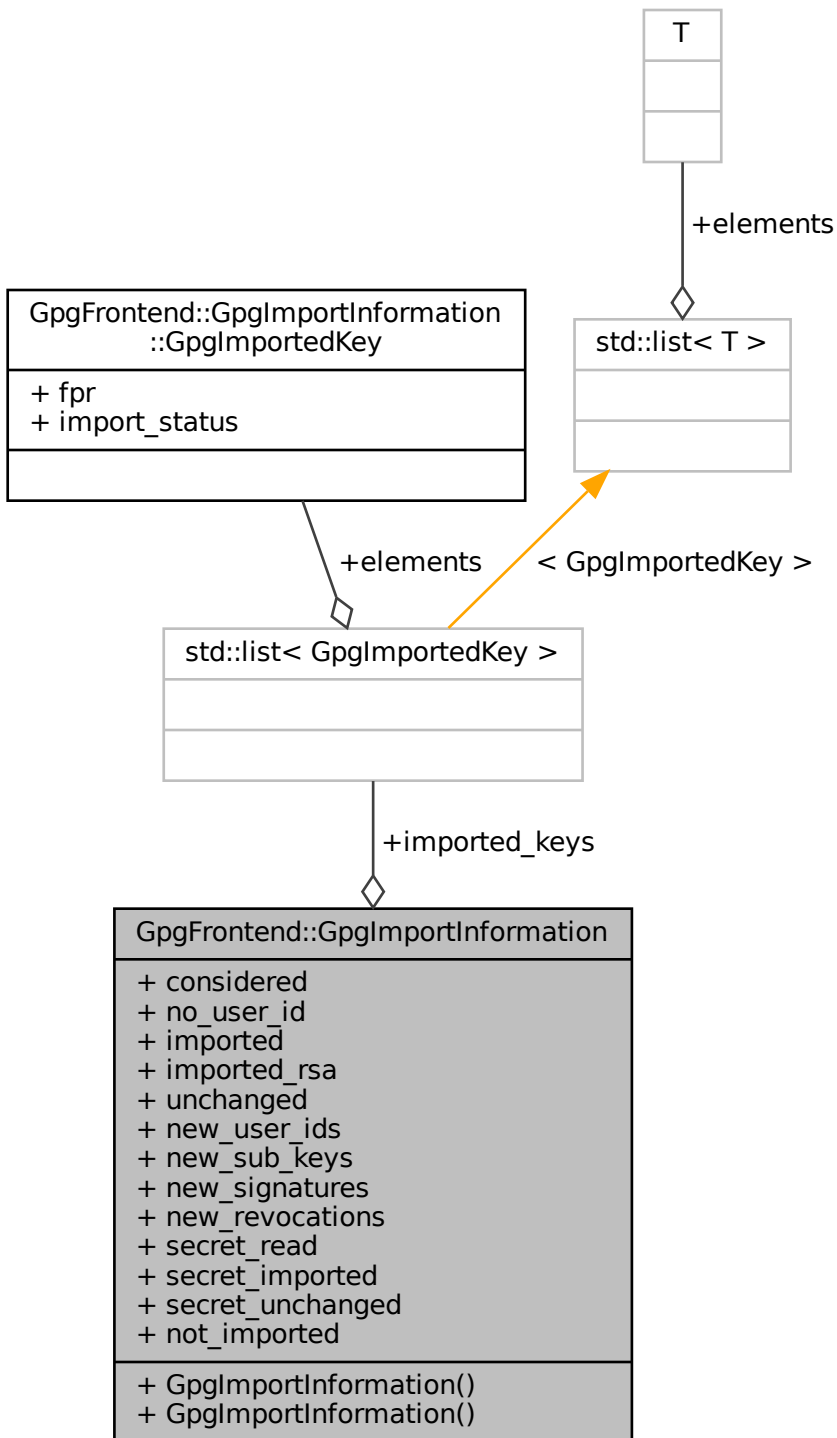 T
+elements
GpgFrontend::GpgImportInformation
::GpgImportedKey
+ fpr
+ import_status
std::list< T >
+elements
< GpgImportedKey >
std::list< GpgImportedKey >
+imported_keys
GpgFrontend::GpgImportInformation
+ considered
+ no_user_id
+ imported
+ imported_rsa
+ unchanged
+ new_user_ids
+ new_sub_keys
+ new_signatures
+ new_revocations
+ secret_read
+ secret_imported
+ secret_unchanged
+ not_imported
+ GpgImportInformation()
+ GpgImportInformation()